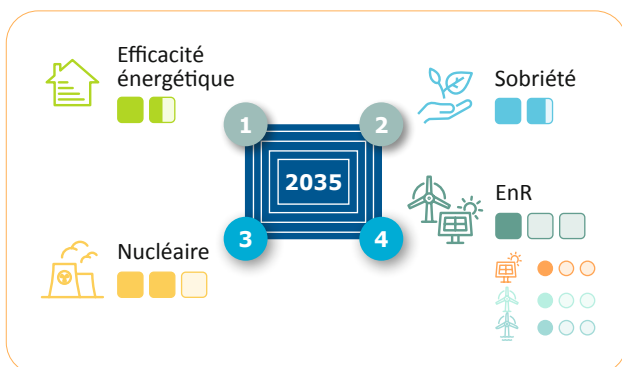 Efficacité
énergétique
Sobriété
1
2
2035
3
4
EnR
Nucléaire